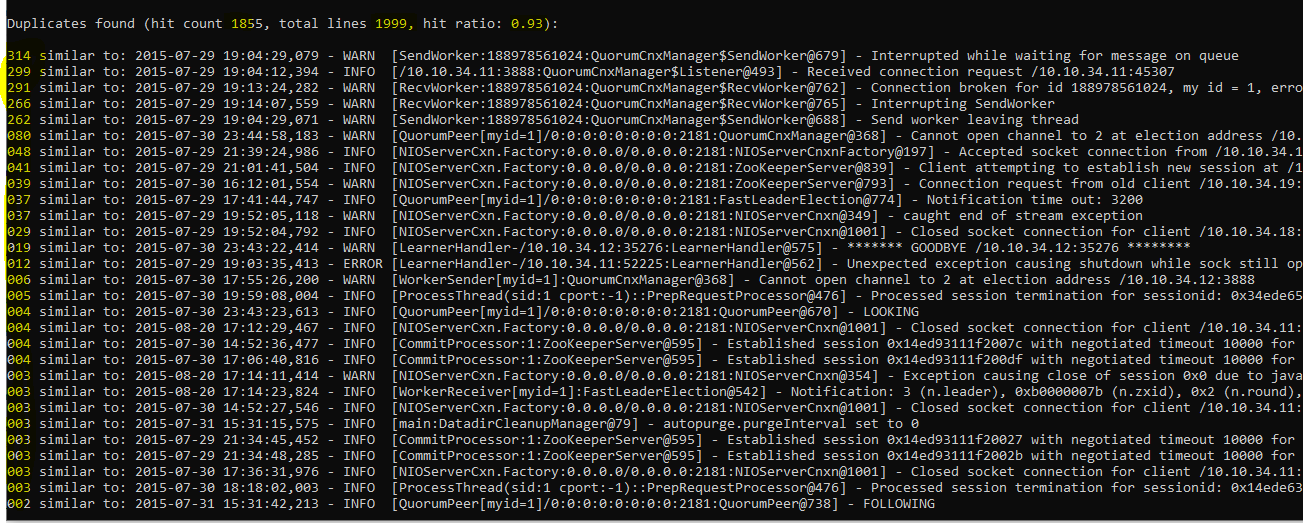 Duplicates found (hit count 1855, total lines 1999, hit ratio: 0.93):
314 similar to: 2015-07-29 19:04:29,079 - WARN  [SendWorker:188978561024:QuorumCnxManager$SendWorker@679] - Interrupted while waiting for message on queue
299 similar to: 2015-07-29 19:04:12,394 - INFO  [/10.10.34.11:3888:QuorumCnxManager$Listener@493] - Received connection request /10.10.34.11:45307
291 similar to: 2015-07-29 19:13:24,282 - WARN  [RecvWorker:188978561024:QuorumCnxManager$RecvWorker@762] - Connection broken for id 188978561024, my id = 1, erro
266 similar to: 2015-07-29 19:14:07,559 - WARN  [RecvWorker:188978561024:QuorumCnxManager$RecvWorker@765] - Interrupting SendWorker
262 similar to: 2015-07-29 19:04:29,071 - WARN  [SendWorker:188978561024:QuorumCnxManager$SendWorker@688] - Send worker leaving thread
080 similar to: 2015-07-30 23:44:58,183 - WARN  [QuorumPeer[myid=1]/0:0:0:0:0:0:0:0:2181:QuorumCnxManager@368] - Cannot open channel to 2 at election address /10.
048 similar to: 2015-07-29 21:39:24,986 - INFO  [NIOServerCxn.Factory:0.0.0.0/0.0.0.0:2181:NIOServerCnxnFactory@197] - Accepted socket connection from /10.10.34.1
041 similar to: 2015-07-29 21:01:41,504 - INFO  [NIOServerCxn.Factory:0.0.0.0/0.0.0.0:2181:ZooKeeperServer@839] - Client attempting to establish new session at /1
039 similar to: 2015-07-30 16:12:01,554 - WARN  [NIOServerCxn.Factory:0.0.0.0/0.0.0.0:2181:ZooKeeperServer@793] - Connection request from old client /10.10.34.19:
037 similar to: 2015-07-29 17:41:44,747 - INFO  [QuorumPeer[myid=1]/0:0:0:0:0:0:0:0:2181:FastLeaderElection@774] - Notification time out: 3200
037 similar to: 2015-07-29 19:52:05,118 - WARN  [NIOServerCxn.Factory:0.0.0.0/0.0.0.0:2181:NIOServerCnxn@349] - caught end of stream exception
029 similar to: 2015-07-29 19:52:04,792 - INFO  [NIOServerCxn.Factory:0.0.0.0/0.0.0.0:2181:NIOServerCnxn@1001] - Closed socket connection for client /10.10.34.18:
019 similar to: 2015-07-30 23:43:22,414 - WARN  [LearnerHandler-/10.10.34.12:35276:LearnerHandler@575] - ******* GOODBYE /10.10.34.12:35276 ********
012 similar to: 2015-07-29 19:03:35,413 - ERROR [LearnerHandler-/10.10.34.11:52225:LearnerHandler@562] - Unexpected exception causing shutdown while sock still op
006 similar to: 2015-07-30 17:55:26,200 - WARN  [WorkerSender[myid=1]:QuorumCnxManager@368] - Cannot open channel to 2 at election address /10.10.34.12:3888
005 similar to: 2015-07-30 19:59:08,004 - INFO  [ProcessThread(sid:1 cport:-1)::PrepRequestProcessor@476] - Processed session termination for sessionid: 0x34ede65
004 similar to: 2015-07-30 23:43:23,613 - INFO  [QuorumPeer[myid=1]/0:0:0:0:0:0:0:0:2181:QuorumPeer@670] - LOOKING
004 similar to: 2015-08-20 17:12:29,467 - INFO  [NIOServerCxn.Factory:0.0.0.0/0.0.0.0:2181:NIOServerCnxn@1001] - Closed socket connection for client /10.10.34.11:
004 similar to: 2015-07-30 14:52:36,477 - INFO  [CommitProcessor:1:ZooKeeperServer@595] - Established session 0x14ed93111f2007c with negotiated timeout 10000 for
004 similar to: 2015-07-30 17:06:40,816 - INFO  [CommitProcessor:1:ZooKeeperServer@595] - Established session 0x14ed93111f200df with negotiated timeout 10000 for
003 similar to: 2015-08-20 17:14:11,414 - WARN  [NIOServerCxn.Factory:0.0.0.0/0.0.0.0:2181:NIOServerCnxn@354] - Exception causing close of session 0x0 due to java
003 similar to: 2015-08-20 17:14:23,824 - INFO  [WorkerReceiver[myid=1]:FastLeaderElection@542] - Notification: 3 (n.leader), 0xb0000007b (n.zxid), 0x2 (n.round),
003 similar to: 2015-07-30 14:52:27,546 - INFO  [NIOServerCxn.Factory:0.0.0.0/0.0.0.0:2181:NIOServerCnxn@1001] - Closed socket connection for client /10.10.34.11:
003 similar to: 2015-07-31 15:31:15,575 - INFO  [main:DatadirCleanupManager@79] - autopurge.purgeInterval set to 0
003 similar to: 2015-07-29 21:34:45,452 - INFO  [CommitProcessor:1:ZooKeeperServer@595] - Established session 0x14ed93111f20027 with negotiated timeout 10000 for
003 similar to: 2015-07-29 21:34:48,285 - INFO  [CommitProcessor:1:ZooKeeperServer@595] - Established session 0x14ed93111f2002b with negotiated timeout 10000 for
003 similar to: 2015-07-30 17:36:31,976 - INFO  [NIOServerCxn.Factory:0.0.0.0/0.0.0.0:2181:NIOServerCnxn@1001] - Closed socket connection for client /10.10.34.11:
003 similar to: 2015-07-30 18:18:02,003 - INFO  [ProcessThread(sid:1 cport:-1)::PrepRequestProcessor@476] - Processed session termination for sessionid: 0x14ede63
002 similar to: 2015-07-31 15:31:42,213 - INFO  [QuorumPeer[myid=1]/0:0:0:0:0:0:0:0:2181:QuorumPeer@738] - FOLLOWING